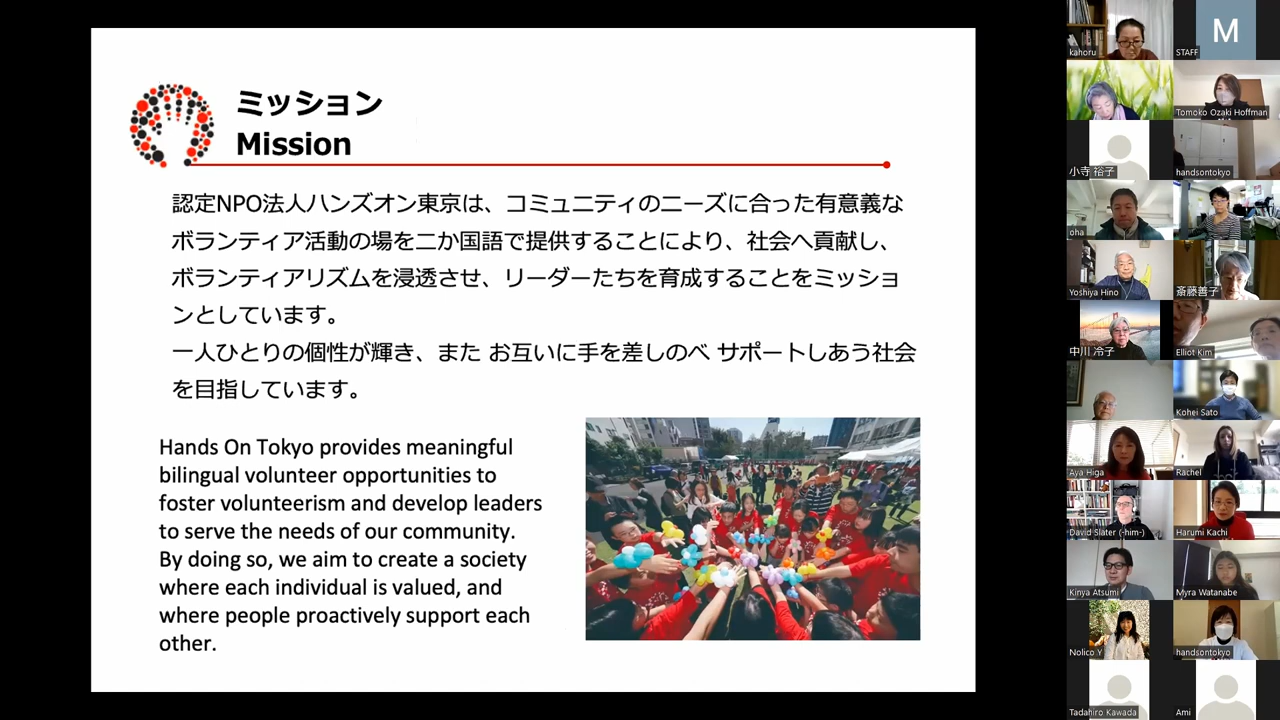 ミッション
Mission
認定NPO法人ハンズオン東京は、コミュニティのニーズに合った有意義な
ボランティア活動の場を二か国語で提供することにより、社会へ貢献し、
ボランティアリズムを浸透させ、リーダーたちを育成することをミッショ
ンとしています。
一人ひとりの個性が輝き、また お互いに手を差しのべ サポートしあう社会
を目指しています。
Hands On Tokyo provides meaningful
bilingual volunteer opportunities to
foster volunteerism and develop leaders
to serve the needs of our community.
By doing so, we aim to create a society
where each individual is valued, and
where people proactively support each
other.
kahoru
M
STAFF
Tomoko Ozaki Hoffman
小寺 裕子
handsontokyo
oha
Yoshiya Hino
斎藤善子
中川 冷子
Elliot Kim
Kohei Sato
Aya Higa
Rachel
David Slater (-him-)
Harumi Kachi
Kinya Atsumi
Myra Watanabe
Nolico Y
handsontokyo
Tadahiro Kawada
Ami